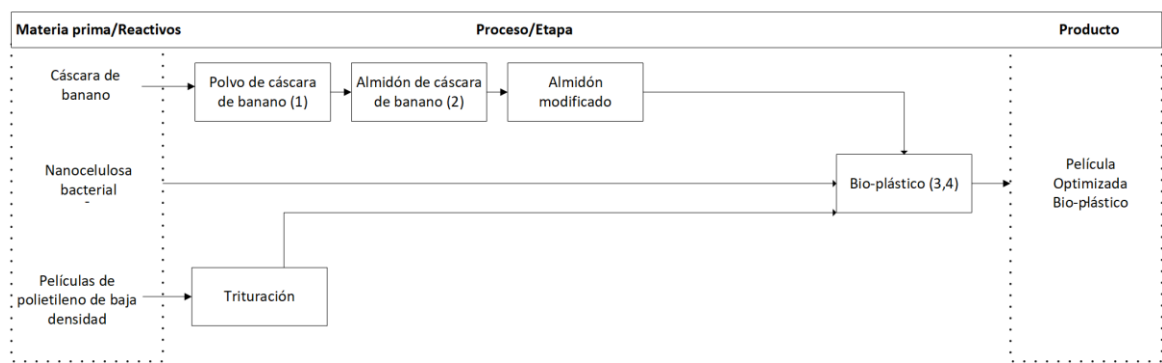 Materia prima/Reactivos
Proceso/Etapa
Producto
Cáscara de
banano
Polvo de cáscara
de banano (1)
Almidón de cáscara
de banano (2)
Almidón
modificado
Nanocelulosa
bacterial
-
Bio-plástico (3,4)
Película
Optimizada
Bio-plástico
Películas de
polietileno de baja
densidad
Trituración